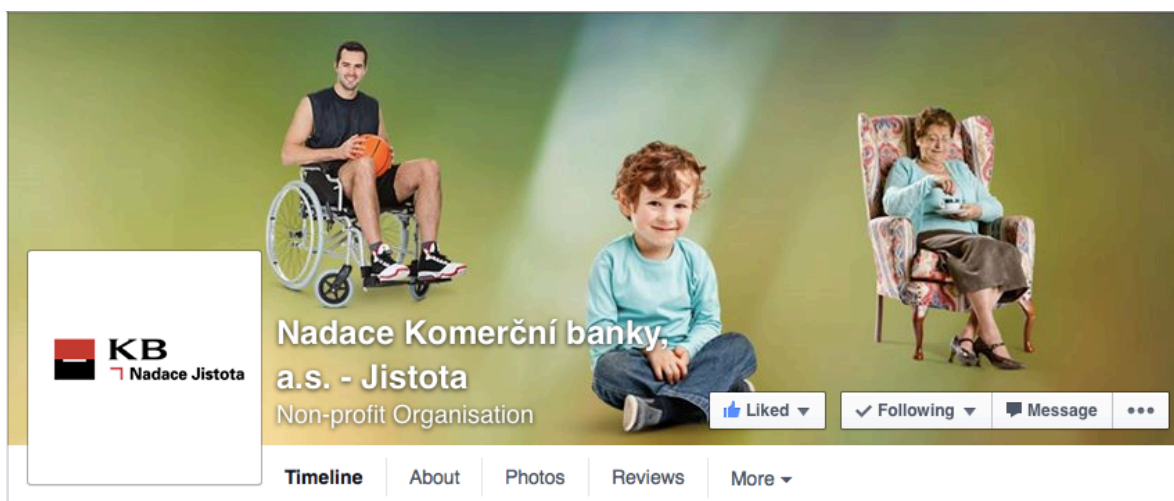 KB
Nadace Jistota
Nadace Komerční banky,
a.s. - Jistota
Non-profit Organisation
Liked
Following
Message
Timeline
About
Photos
Reviews
More